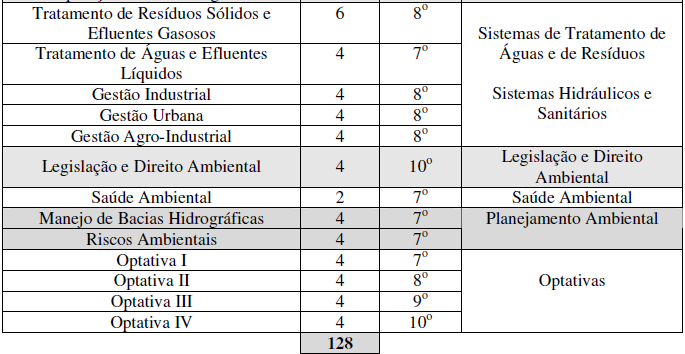 Tratamento de Resíduos Sólidos e Efluentes Gasosos 6 8º
Sistemas de Tratamento de Águas e de Resíduos
Tratamento de Águas e Efluentes Líquidos 4 7º
Gestão Industrial 4 8º
Sistemas Hidráulicos e Sanitários
Gestão Urbana 4 8º
Gestão Agro-Industrial 4 8º
Legislação e Direito Ambiental 4 10º Legislação e Direito Ambiental
Saúde Ambiental 2 7º Saúde Ambiental
Manejo de Bacias Hidrográficas 4 7º Planejamento Ambiental
Riscos Ambientais 4 7º
Optativa I 4 7º
Optativa II 4 8º Optativas
Optativa III 4 9º
Optativa IV 4 10º
128